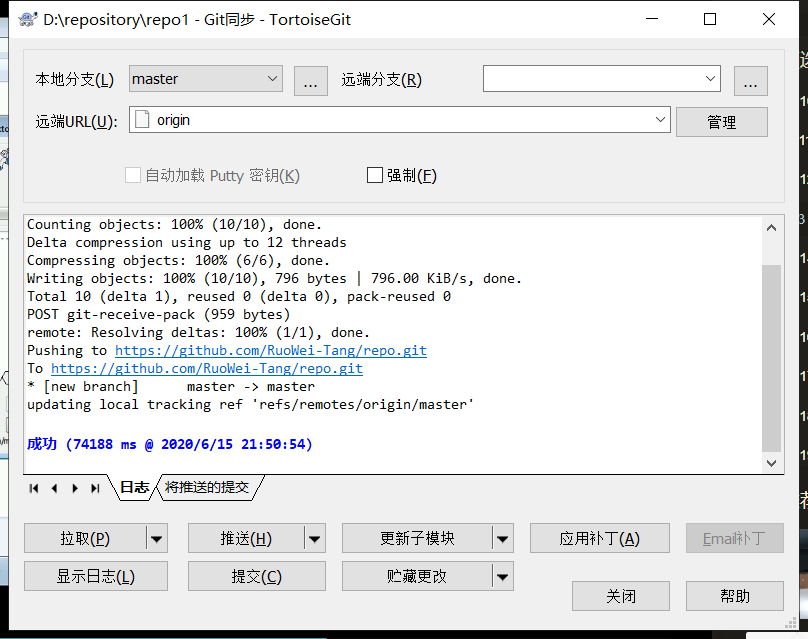 D:\repository\repo1 - Git同步 - TortoiseGit
本地分支(L) master ... 远端分支(R) ...
远端URL(U): origin 管理
自动加载 Putty 密钥(K) 强制(F)
Counting objects: 100% (10/10), done.
Delta compression using up to 12 threads
Compressing objects: 100% (6/6), done.
Writing objects: 100% (10/10), 796 bytes | 796.00 KiB/s, done.
Total 10 (delta 1), reused 0 (delta 0), pack-reused 0
POST git-receive-pack (959 bytes)
remote: Resolving deltas: 100% (1/1), done.
Pushing to https://github.com/RuoWei-Tang/repo.git
To https://github.com/RuoWei-Tang/repo.git
* [new branch]      master -> master
updating local tracking ref 'refs/remotes/origin/master'
成功 (74188 ms @ 2020/6/15 21:50:54)
日志 将推送的提交
拉取(P) 推送(H) 更新子模块 应用补丁(A) Email补丁
显示日志(L) 提交(C) 贮藏更改
关闭 帮助